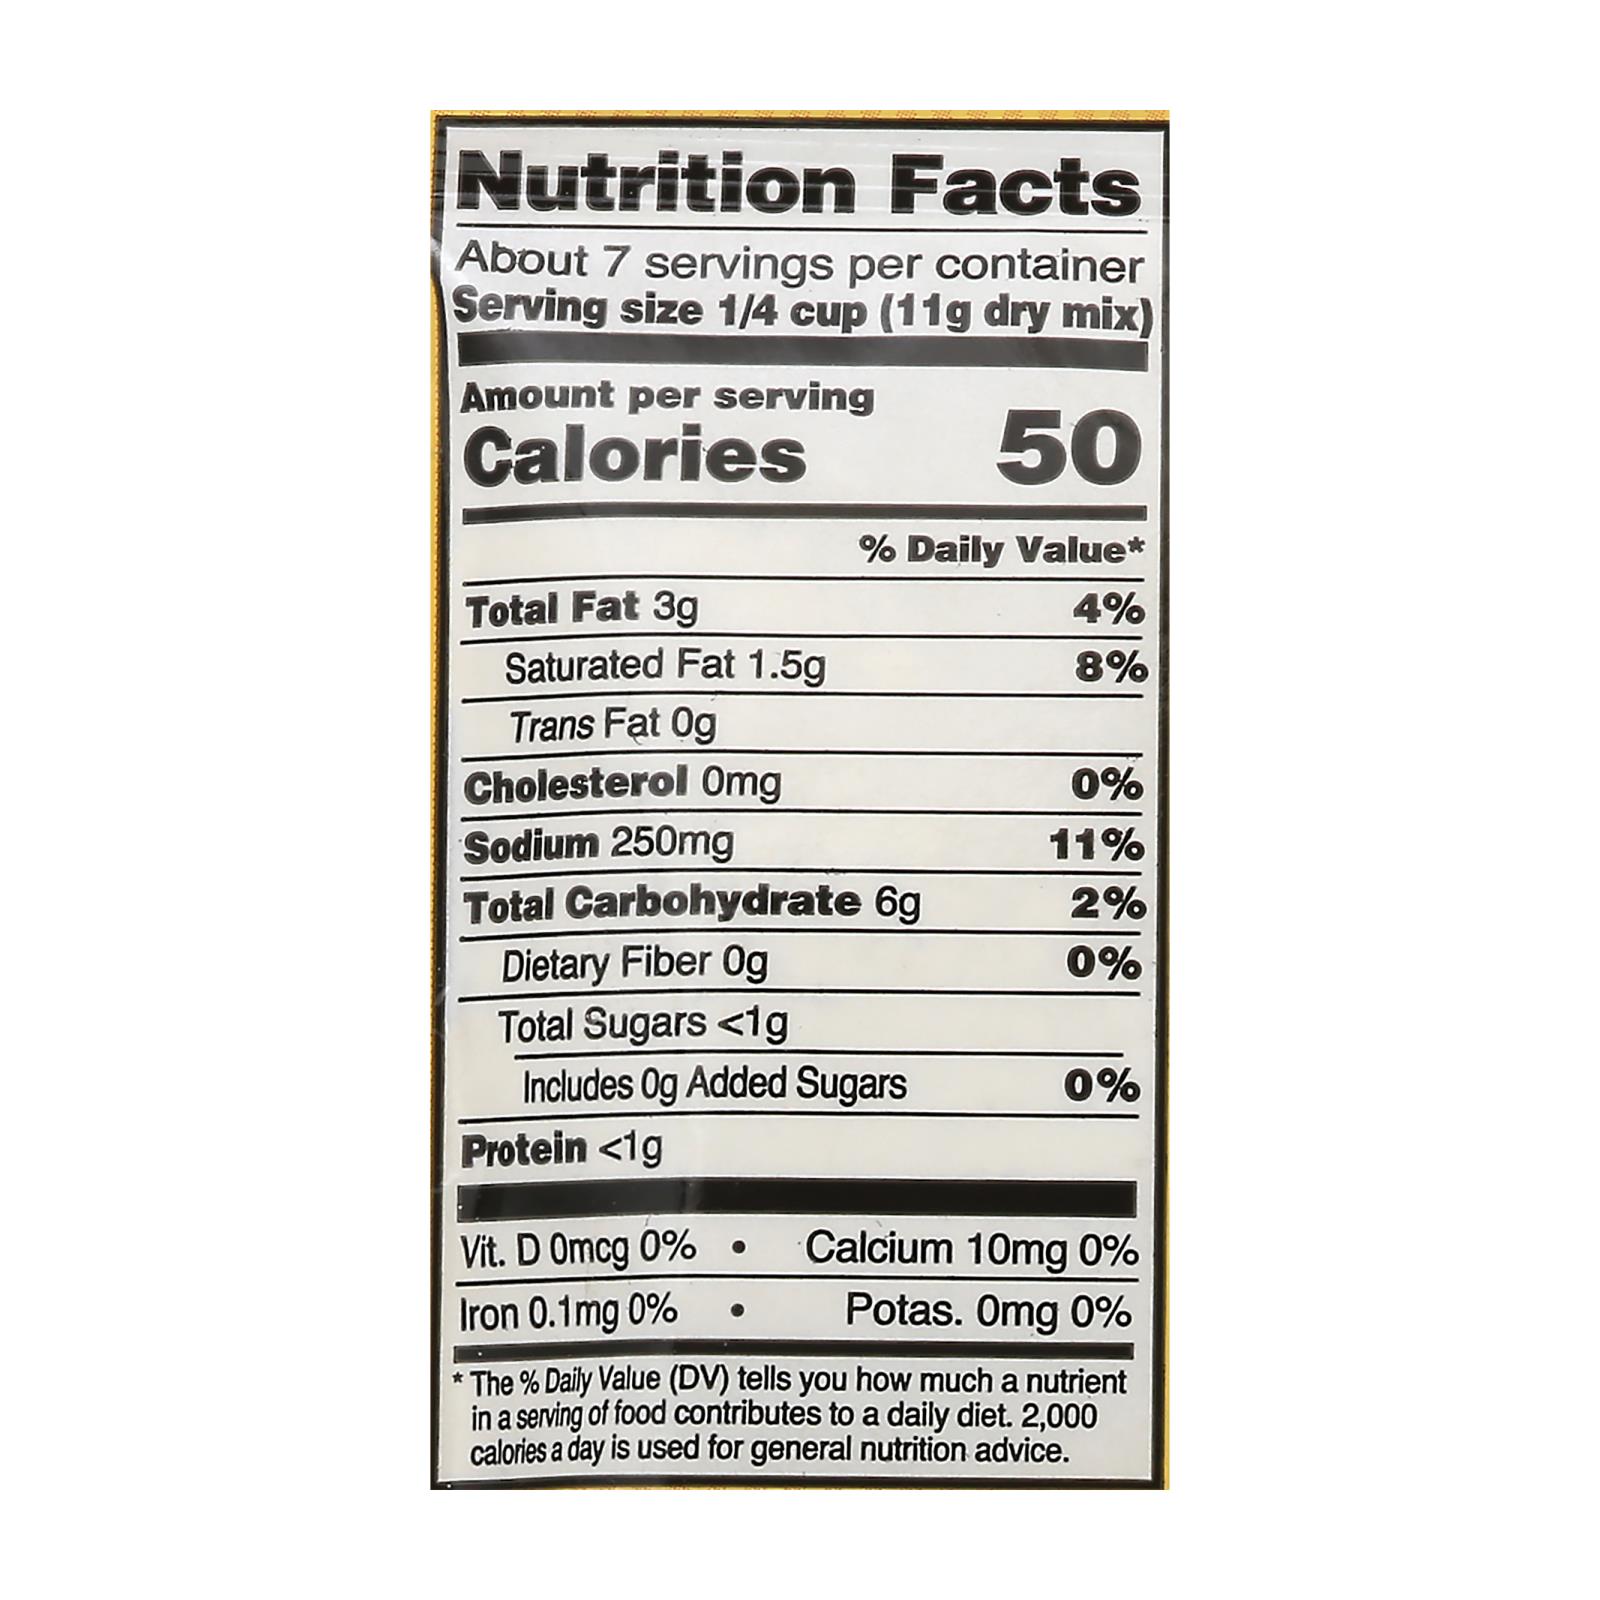 Nutrition Facts
About 7 servings per container
Serving size 1/4 cup (11g dry mix)
Amount per serving
Calories 50
% Daily Value*
Total Fat 3g 4%
Saturated Fat 1.5g 8%
Trans Fat 0g
Cholesterol 0mg 0%
Sodium 250mg 11%
Total Carbohydrate 6g 2%
Dietary Fiber 0g 0%
Total Sugars <1g
Includes 0g Added Sugars 0%
Protein <1g
Vit. D 0mcg 0% • Calcium 10mg 0%
Iron 0.1mg 0% • Potas. 0mg 0%
* The % Daily Value (DV) tells you how much a nutrient
in a serving of food contributes to a daily diet. 2,000
calories a day is used for general nutrition advice.